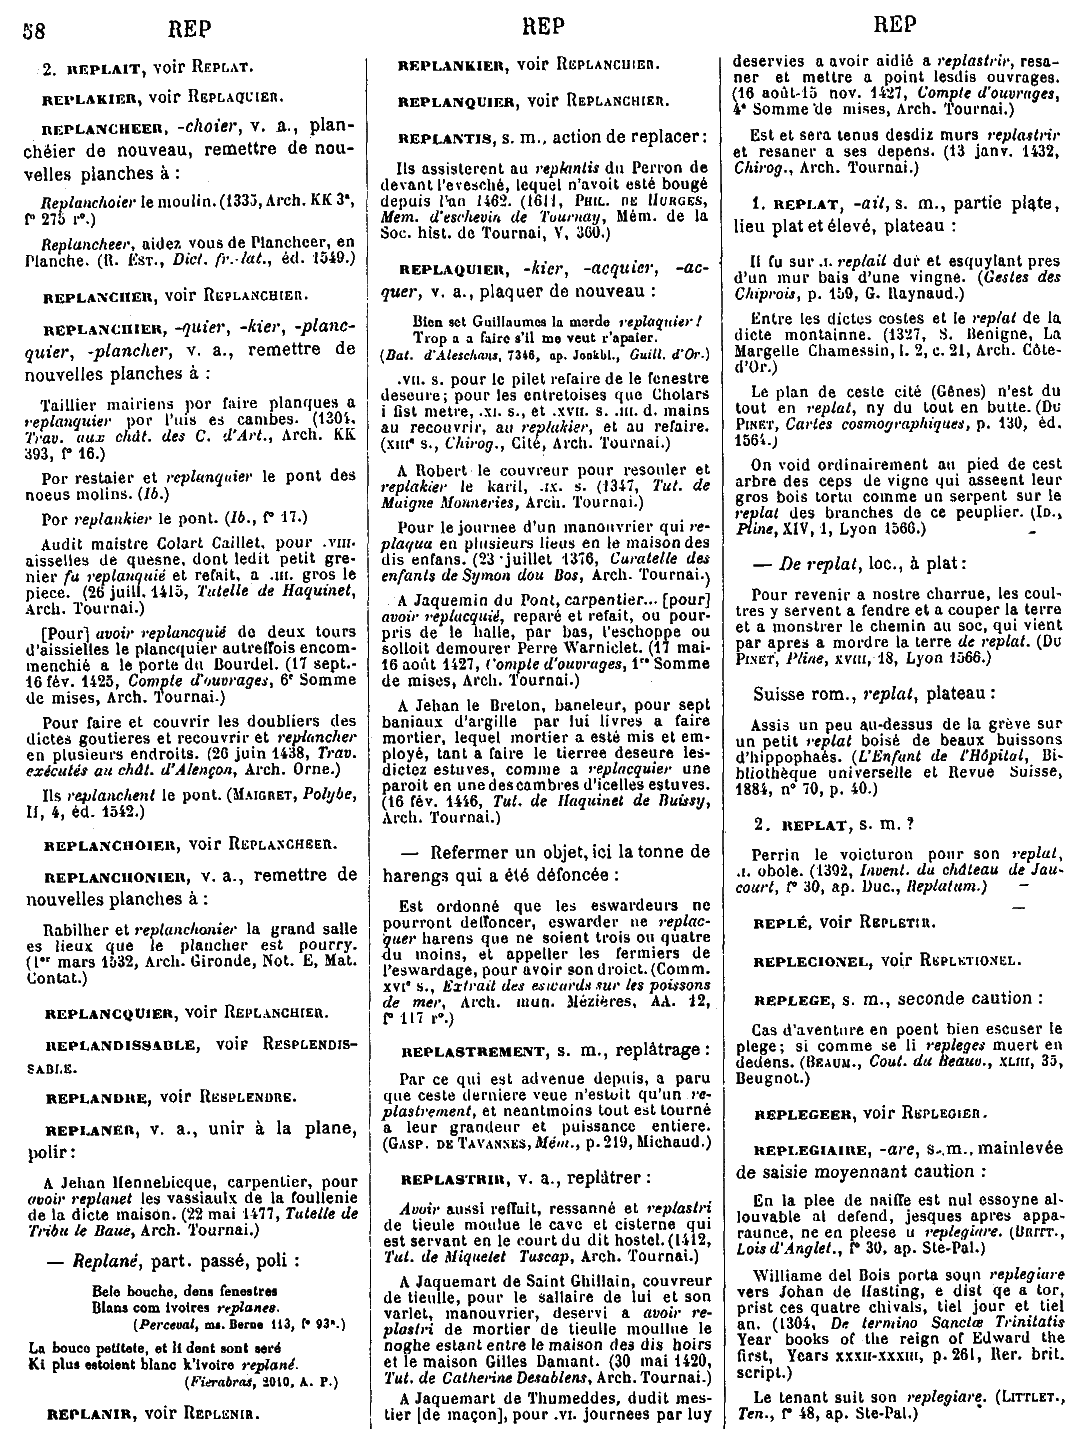 58 REP REP REP
2. REPLAIT, voir REPLAT.
REPLAKIER, voir REPLAQUIER.
REPLANCHEER, -choier, v. a., plan-
chéier de nouveau, remettre de nou-
velles planches à :
Replanchoier le moulin. (1335, Arch. KK 3ª,
f° 275 r°.)
Replancheer, aidez vous de Plancheer, en
Planche. (R. EST., Dict. fr.-lat., éd. 1549.)
REPLANCHER, voir REPLANCHIER.
REPLANCHIER, -quier, -kier, -planc-
quier, -plancher, v. a., remettre de
nouvelles planches à :
Taillier mairiens por faire planques a
replanquier por l'uis es cambes. (1304,
Trav. aux chât. des C. d'Art., Arch. KK
393, f° 16.)
Por restaier et replanquier le pont des
noeus molins. (Ib.)
Por replankier le pont. (Ib., f° 17.)
Audit maistre Colart Caillet, pour .VIII.
aisselles de quesne, dont ledit petit gre-
nier fu replanquié et refait, a .III. gros le
piece. (26 juill. 1415, Tutelle de Haquinet,
Arch. Tournai.)
[Pour] avoir replancquié de deux tours
d'aissielles le plancquier autreffois encom-
menchié a le porte du Bourdel. (17 sept.-
16 fév. 1425, Compte d'ouvrages, 6e Somme
de mises, Arch. Tournai.)
Pour faire et couvrir les doubliers des
dictes goutieres et recouvrir et replancher
en plusieurs endroits. (26 juin 1438, Trav.
exécutés au chât. d'Alençon, Arch. Orne.)
Ils replanchent le pont. (MAIGRET, Polybe,
II, 4, éd. 1542.)
REPLANCHOIER, voir REPLANCHEER.
REPLANCHONIER, v. a., remettre de
nouvelles planches à :
Rabilher et replanchonier la grand salle
es lieux que le plancher est pourry.
(1er mars 1532, Arch. Gironde, Not. E, Mat.
Contat.)
REPLANCQUIER, voir REPLANCHIER.
REPLANDISSABLE, voir RESPLENDIS-
SABLE.
REPLANDRE, voir RESPLENDRE.
REPLANER, v. a., unir à la plane,
polir :
A Jehan Hennebicque, carpentier, pour
avoir replanet les vassiaulx de la foullenie
de la dicte maison. (22 mai 1477, Tutelle de
Tribu le Baue, Arch. Tournai.)
— Replané, part. passé, poli :
Bele bouche, dens fenestres
Blans com ivoires replanes.
(Perceval, ms. Berne 113, f° 93ª.)
La bouce petitete, et li dent sont seré
Ki plus estoient blanc k'ivoire replané.
(Fierabras, 2010, A. P.)
REPLANIR, voir REPLENIR.
REPLANKIER, voir REPLANCHIER.
REPLANQUIER, voir REPLANCHIER.
REPLANTIS, s. m., action de replacer :
Ils assisterent au replantis du Perron de
devant l'evesché, lequel n'avoit esté bougé
depuis l'an 1462. (1611, PHIL. DE HURGES,
Mem. d'eschevin de Tournay, Mém. de la
Soc. hist. de Tournai, V, 360.)
REPLAQUIER, -kier, -acquier, -ac-
quer, v. a., plaquer de nouveau :
Bien set Guillaumes la merde replaquier !
Trop a a faire s'il me veut r'apaier.
(Bat. d'Aleschans, 7346, ap. Jonkbl., Guill. d'Or.)
.VII. s. pour le pilet refaire de le fenestre
deseure ; pour les entretoises que Cholars
i fist metre, .XI. s., et .XVII. s. .III. d. mains
au recouvrir, au replakier, et au refaire.
(XIIIe s., Chirog., Cité, Arch. Tournai.)
A Robert le couvreur pour resouler et
replakier le karil, .IX. s. (1347, Tut. de
Maigne Monneries, Arch. Tournai.)
Pour le journee d'un manouvrier qui re-
plaqua en plusieurs lieus en le maison des
dis enfans. (23 juillet 1376, Curatelle des
enfants de Symon dou Bos, Arch. Tournai.)
A Jaquemin du Pont, carpentier... [pour]
avoir replacquié, reparé et refait, ou pour-
pris de le halle, par bas, l'eschoppe ou
solloit demourer Perre Warniclet. (17 mai-
16 août 1427, Compte d'ouvrages, 1re Somme
de mises, Arch. Tournai.)
A Jehan le Breton, baneleur, pour sept
baniaux d'argille par lui livres a faire
mortier, lequel mortier a esté mis et em-
ployé, tant a faire le tierree deseure les-
dictez estuves, comme a replacquier une
paroit en une des cambres d'icelles estuves.
(16 fév. 1446, Tut. de Haquinet de Buissy,
Arch. Tournai.)
— Refermer un objet, ici la tonne de
harengs qui a été défoncée :
Est ordonné que les eswardeurs ne
pourront deffoncer, eswarder ne replac-
quer harens que ne soient trois ou quatre
du moins, et appeller les fermiers de
l'eswardage, pour avoir son droict. (Comm.
XVIe s., Extrait des eswards sur les poissons
de mer, Arch. mun. Mézières, AA. 12,
f° 117 r°.)
REPLASTREMENT, s. m., replâtrage :
Par ce qui est advenue depuis, a paru
que ceste derniere veue n'estoit qu'un re-
plastrement, et neantmoins tout est tourné
a leur grandeur et puissance entiere.
(GASP. DE TAVANNES, Mém., p. 219, Michaud.)
REPLASTRIR, v. a., replâtrer :
Avoir aussi reffait, ressanné et replastri
de tieule moulue le cave et cisterne qui
est servant en le court du dit hostel. (1412,
Tut. de Miquelet Tuscap, Arch. Tournai.)
A Jaquemart de Saint Ghillain, couvreur
de tieulle, pour le sallaire de lui et son
varlet, manouvrier, deservi a avoir re-
plastri de mortier de tieulle moullue le
noghe estant entre le maison des dis hoirs
et le maison Gilles Damant. (30 mai 1420,
Tut. de Catherine Desablens, Arch. Tournai.)
A Jaquemart de Thumeddes, dudit mes-
tier [de maçon], pour .VI. journees par luy
deservies a avoir aidié a replastrir, resa-
ner et mettre a point lesdis ouvrages.
(16 août-15 nov. 1427, Compte d'ouvrages,
4e Somme de mises, Arch. Tournai.)
Est et sera tenus desdiz murs replastrir
et resaner a ses depens. (13 janv. 1432,
Chirog., Arch. Tournai.)
1. REPLAT, -ail, s. m., partie plate,
lieu plat et élevé, plateau :
Il fu sur .I. replait dur et esquylant pres
d'un mur bais d'une vingne. (Gestes des
Chiprois, p. 159, G. Raynaud.)
Entre les dictes costes et le replat de la
dicte montainne. (1327, S. Benigne, La
Margelle Chamessin, l. 2, c. 21, Arch. Côte-
d'Or.)
Le plan de ceste cité (Gênes) n'est du
tout en replat, ny du tout en butte. (DU
PINET, Cartes cosmographiques, p. 130, éd.
1564.)
On void ordinairement au pied de cest
arbre des ceps de vigne qui asseent leur
gros bois tortu comme un serpent sur le
replat des branches de ce peuplier. (ID.,
Pline, XIV, 1, Lyon 1566.)
— De replat, loc., à plat :
Pour revenir a nostre charrue, les coul-
tres y servent a fendre et a couper la terre
et a monstrer le chemin au soc, qui vient
par apres a mordre la terre de replat. (DU
PINET, Pline, XVIII, 18, Lyon 1566.)
Suisse rom., replat, plateau :
Assis un peu au-dessus de la grève sur
un petit replat boisé de beaux buissons
d'hippophaës. (L'Enfant de l'Hôpital, Bi-
bliothèque universelle et Revue Suisse,
1884, n° 70, p. 40.)
2. REPLAT, s. m. ?
Perrin le voicturon pour son replat,
.I. obole. (1392, Invent. du château de Jau-
court, f° 30, ap. Duc., Replatum.)
REPLÉ, voir REPLETIR.
REPLECIONEL, voir REPLETIONEL.
REPLEGE, s. m., seconde caution :
Cas d'aventure en poent bien escuser le
plege ; si comme se li repleges muert en
dedens. (BEAUM., Cout. du Beauv., XLIII, 35,
Beugnot.)
REPLEGEER, voir REPLEGIER.
REPLEGIAIRE, -are, s. m., mainlevée
de saisie moyennant caution :
En la plee de naiffe est nul essoyne al-
louvable al defend, jesques apres appa-
raunce, ne en pleese u replegiare. (BRITT.,
Lois d'Anglet., f° 30, ap. Ste-Pal.)
Williame del Bois porta soun replegiare
vers Johan de Hasting, e dist qe a tor,
prist ces quatre chivals, tiel jour et tiel
an. (1304, De termino Sanctæ Trinitatis
Year books of the reign of Edward the
first, Years XXXII-XXXIII, p. 261, Rer. brit.
script.)
Le tenant suit son replegiare. (LITTLET.,
Ten., f° 48, ap. Ste-Pal.)